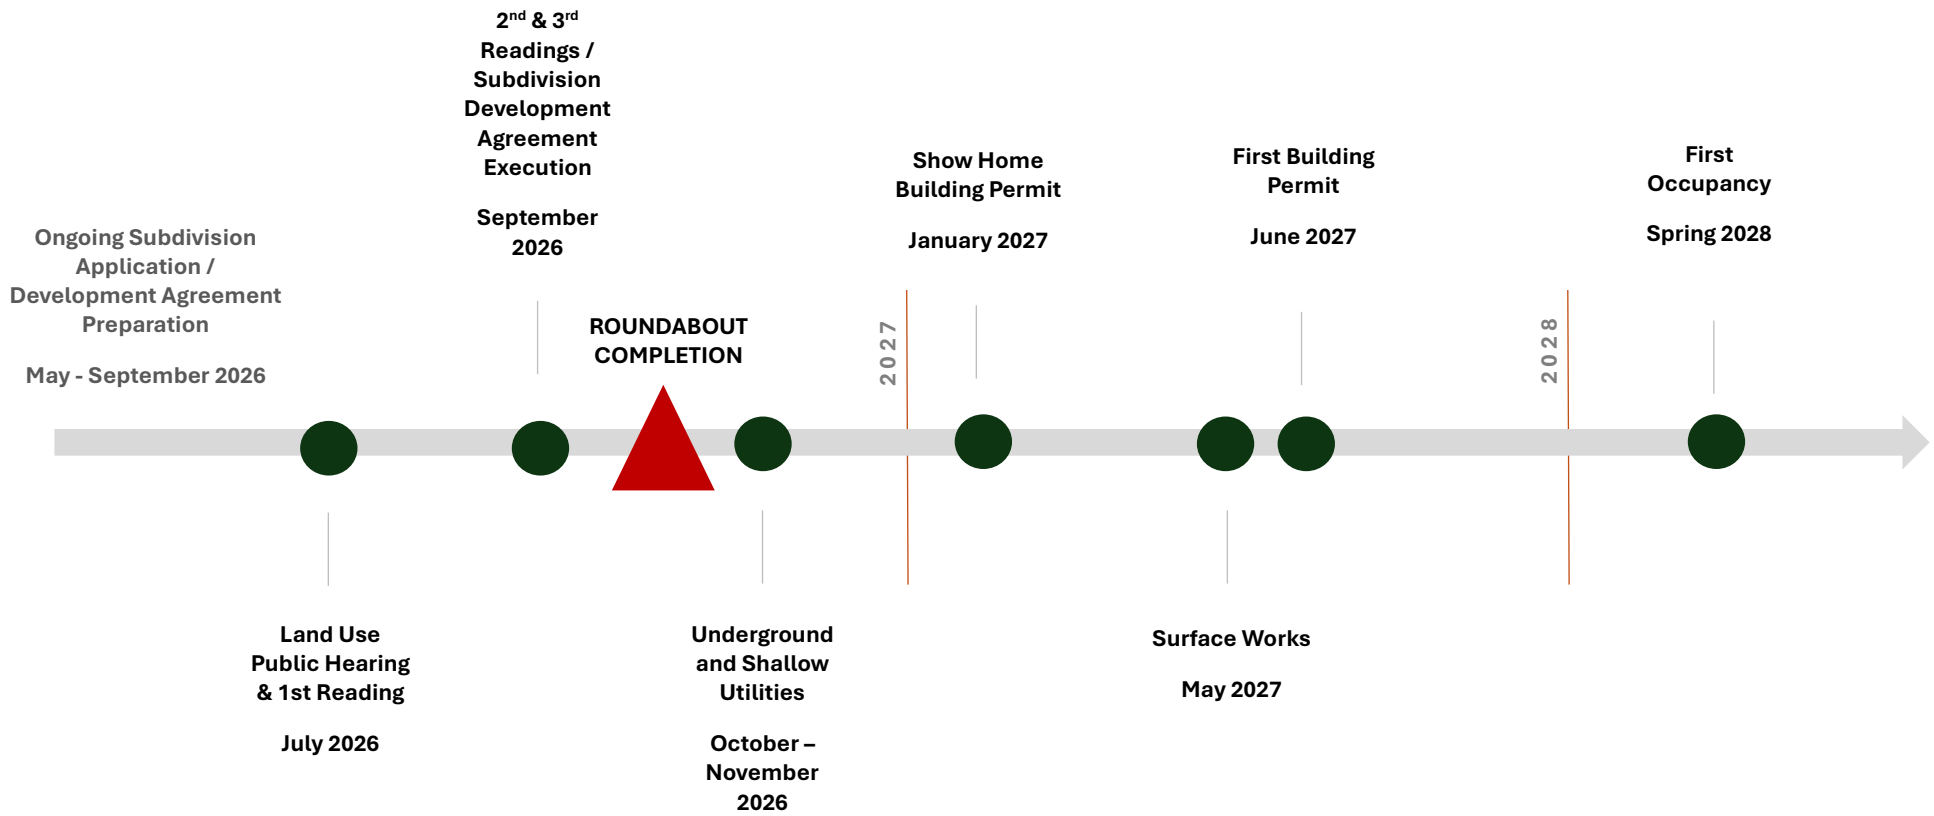 2nd & 3rd
Readings /
Subdivision
Development
Agreement
Execution
September
2026
Ongoing Subdivision
Application /
Development Agreement
Preparation
May - September 2026
ROUNDABOUT
COMPLETION
2027
Show Home
Building Permit
January 2027
First Building
Permit
June 2027
2028
First
Occupancy
Spring 2028
Land Use
Public Hearing
& 1st Reading
July 2026
Underground
and Shallow
Utilities
October –
November
2026
Surface Works
May 2027